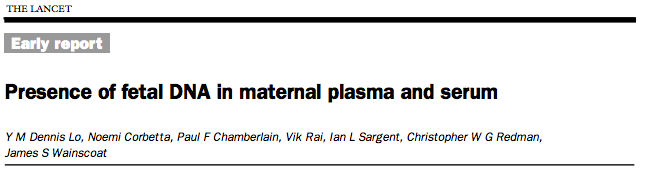 THE LANCET
Early report
Presence of fetal DNA in maternal plasma and serum
Y M Dennis Lo, Noemi Corbetta, Paul F Chamberlain, Vik Rai, Ian L Sargent, Christopher W G Redman,
James S Wainscoat